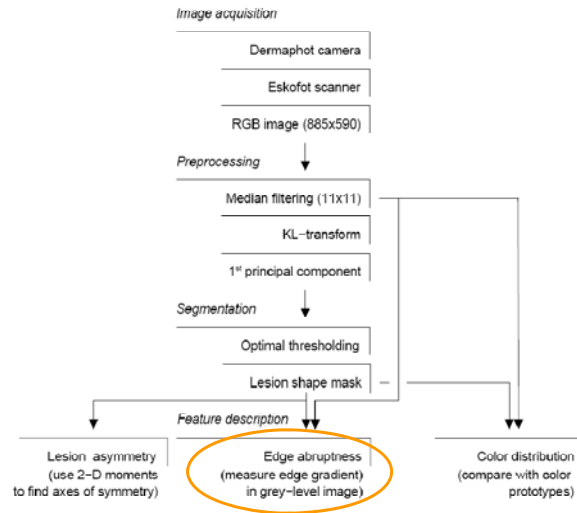 Image acquisition
Dermaphot camera
Eskofot scanner
RGB image (885x590)
Preprocessing
Median filtering (11x11)
KL-transform
1st principal component
Segmentation
Optimal thresholding
Lesion shape mask
Feature description
Lesion asymmetry
(use 2-D moments
to find axes of symmetry)
Edge abruptness
(measure edge gradient)
in grey-level image)
Color distribution
(compare with color
prototypes)